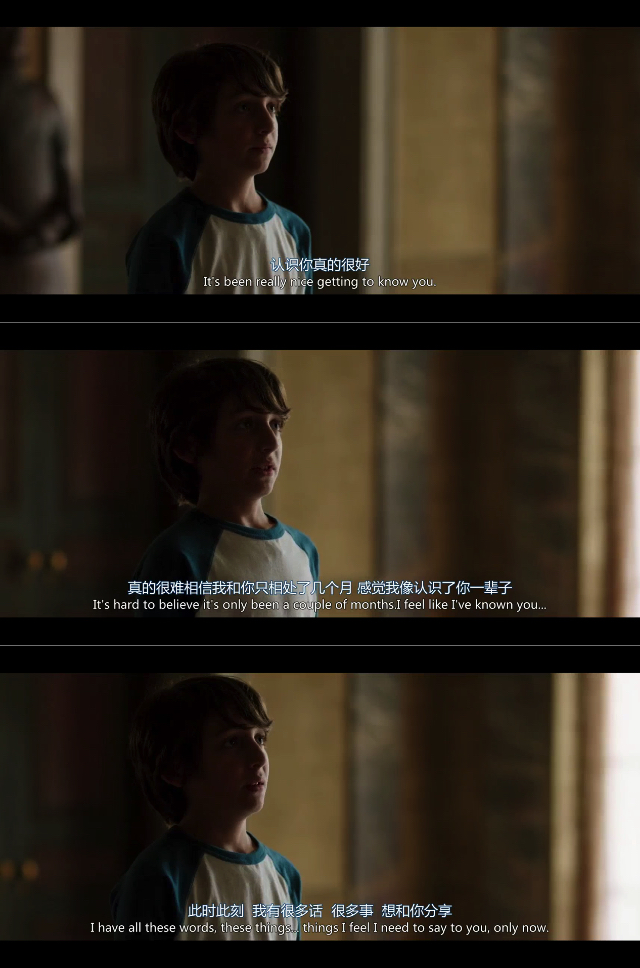 认识你真的很好
It's been really nice getting to know you.
真的很难相信我和你只相处了几个月 感觉我像认识了你一辈子
It's hard to believe it's only been a couple of months.I feel like I've known you...
此时此刻 我有很多话 很多事 想和你分享
I have all these words, these things... things I feel I need to say to you, only now.